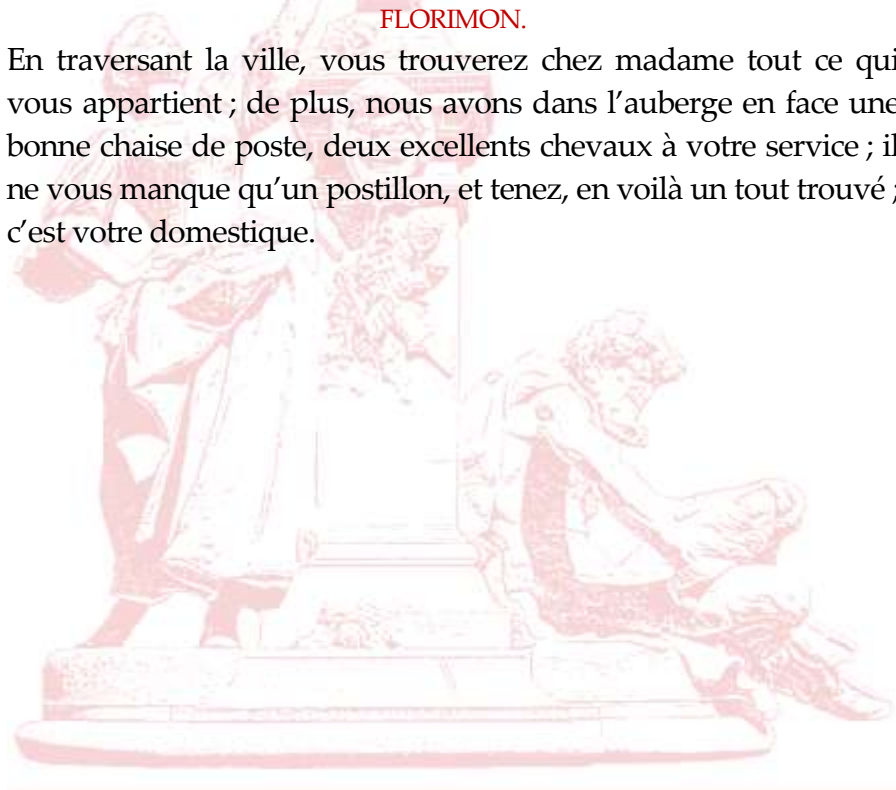 FLORIMON.
En traversant la ville, vous trouverez chez madame tout ce qui
vous appartient ; de plus, nous avons dans l’auberge en face une
bonne chaise de poste, deux excellents chevaux à votre service ; il
ne vous manque qu’un postillon, et tenez, en voilà un tout trouvé ;
c’est votre domestique.